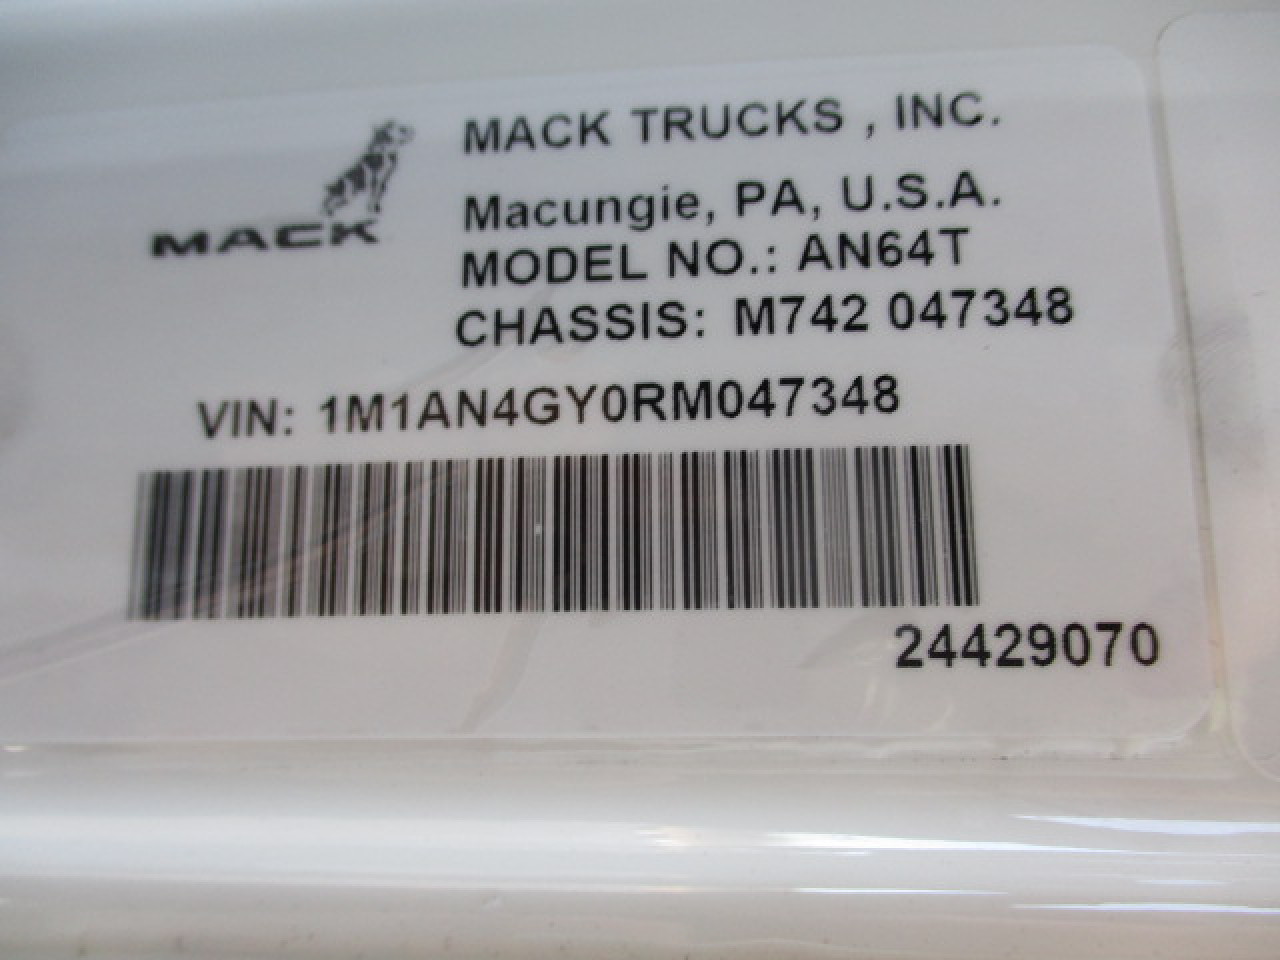 MACK
MACK TRUCKS , INC.
Macungie, PA, U.S.A.
MODEL NO.: AN64T
CHASSIS: M742 047348
VIN: 1M1AN4GY0RM047348
24429070